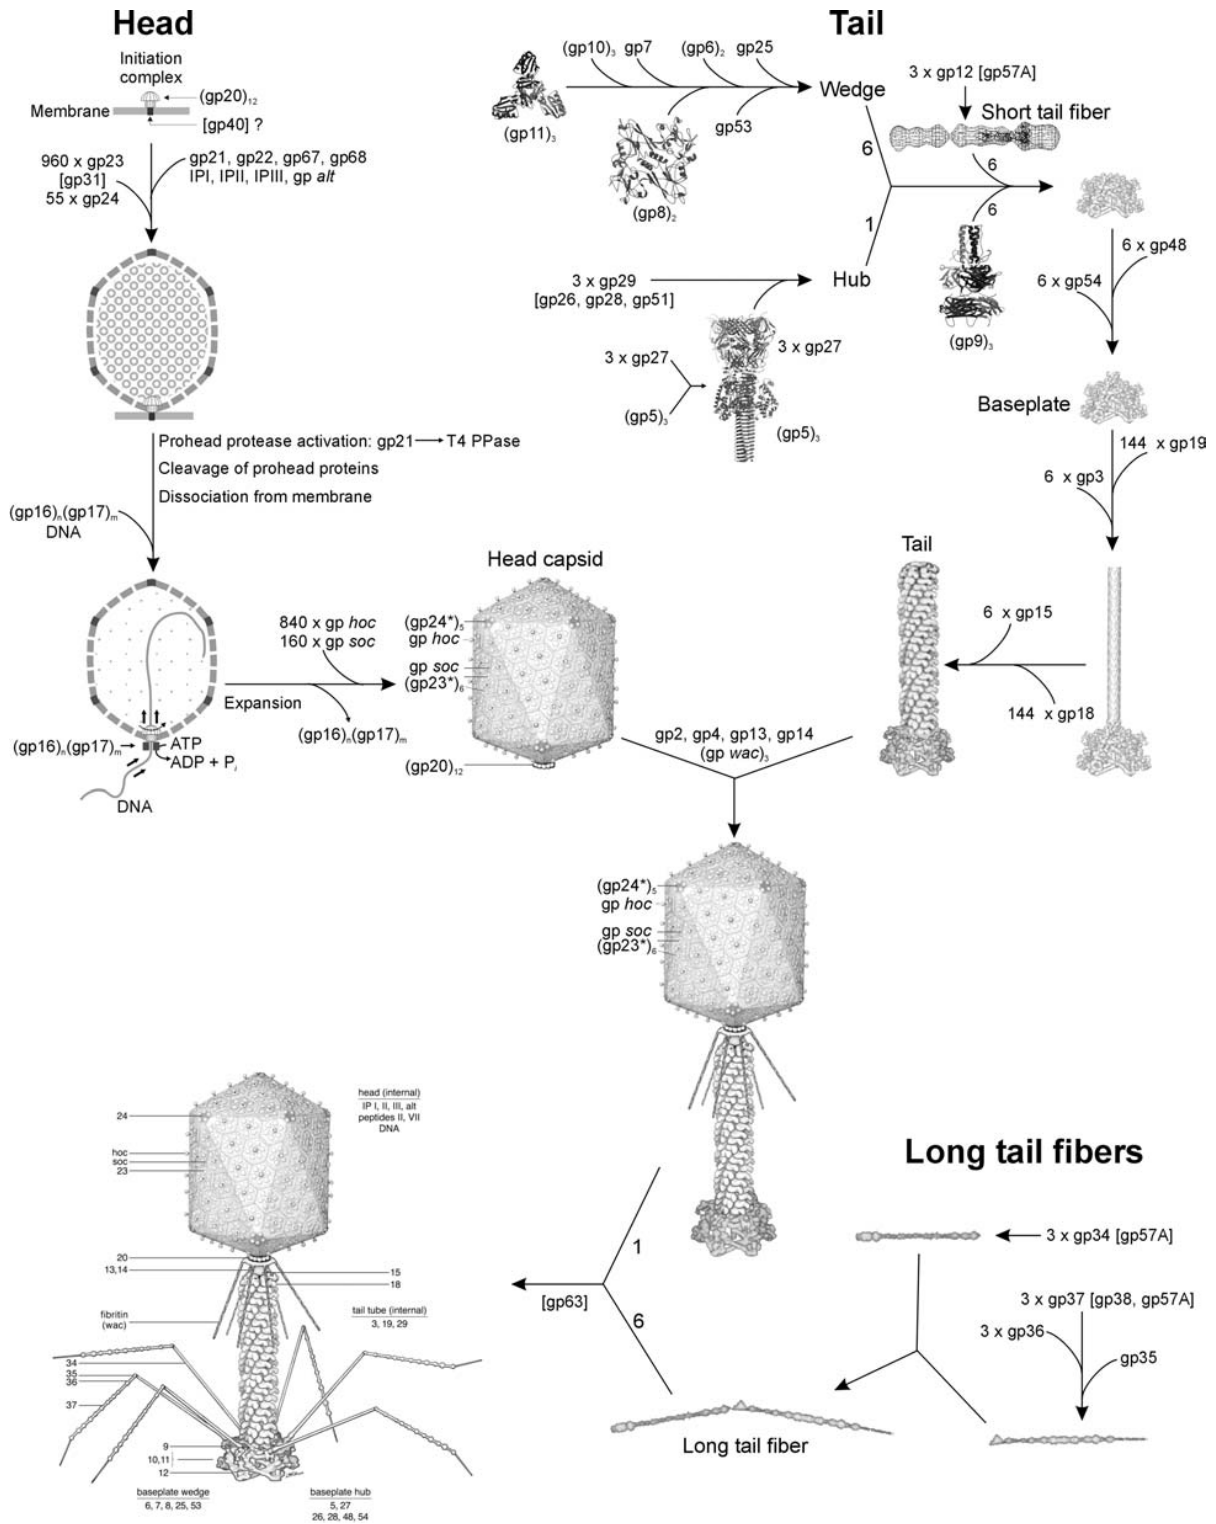 Head
Initiation
complex
(gp20)₁₂
Membrane
[gp40] ?
960 x gp23
[gp31]
55 x gp24
gp21, gp22, gp67, gp68
IPI, IPII, IPIII, gp alt
Prohead protease activation: gp21 → T4 PPase
Cleavage of prohead proteins
Dissociation from membrane
(gp16)ₙ(gp17)ₘ
DNA
(gp16)ₙ(gp17)ₘ
ATP
ADP + Pᵢ
DNA
840 x gp hoc
160 x gp soc
Expansion
(gp16)ₙ(gp17)ₘ
Head capsid
(gp24*)₅
gp hoc
gp soc
(gp23*)₆
(gp20)₁₂
Tail
(gp10)₃
gp7
(gp6)₂
gp25
(gp11)₃
(gp8)₂
gp53
Wedge
3 x gp12 [gp57A]
Short tail fiber
6
6
6
1
(gp9)₃
3 x gp29
[gp26, gp28, gp51]
Hub
3 x gp27
(gp5)₃
3 x gp27
(gp5)₃
6 x gp48
6 x gp54
Baseplate
144 x gp19
6 x gp3
Tail
6 x gp15
144 x gp18
gp2, gp4, gp13, gp14
(gp wac)₃
(gp24*)₅
gp hoc
gp soc
(gp23*)₆
Long tail fibers
3 x gp34 [gp57A]
3 x gp37 [gp38, gp57A]
3 x gp36
gp35
Long tail fiber
1
6
[gp63]
head (internal)
IP I, II, III, alt
peptides II, VII
DNA
24
hoc
soc
23
20
13,14
15
18
fibritin
(wac)
tail tube (internal)
3, 19, 29
34
35
36
37
9
10,11
12
baseplate wedge
6, 7, 8, 25, 53
baseplate hub
5, 27
26, 28, 48, 54